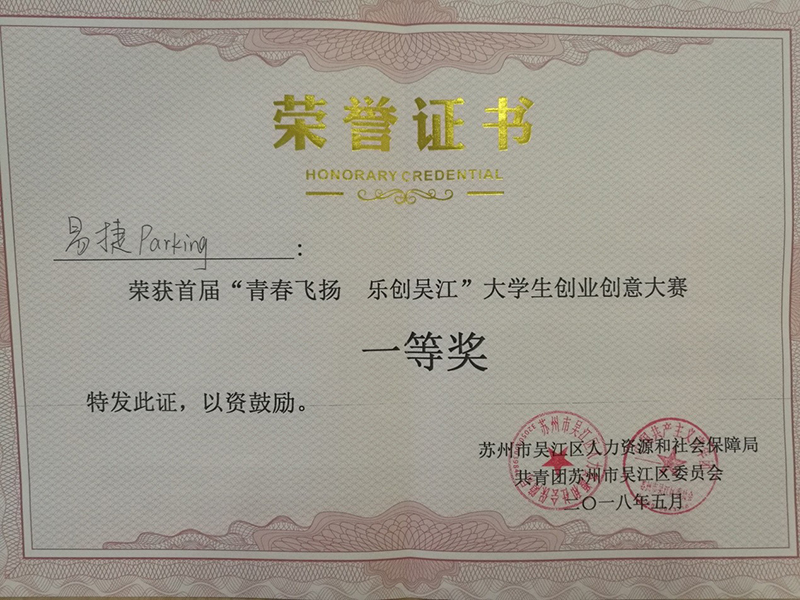 荣誉证书
HONORARY CREDENTIAL
易捷Parking：
荣获首届“青春飞扬 乐创吴江”大学生创业创意大赛
一等奖
特发此证，以资鼓励。
苏州市吴江区人力资源和社会保障局
共青团苏州市吴江区委员会
二〇一八年五月